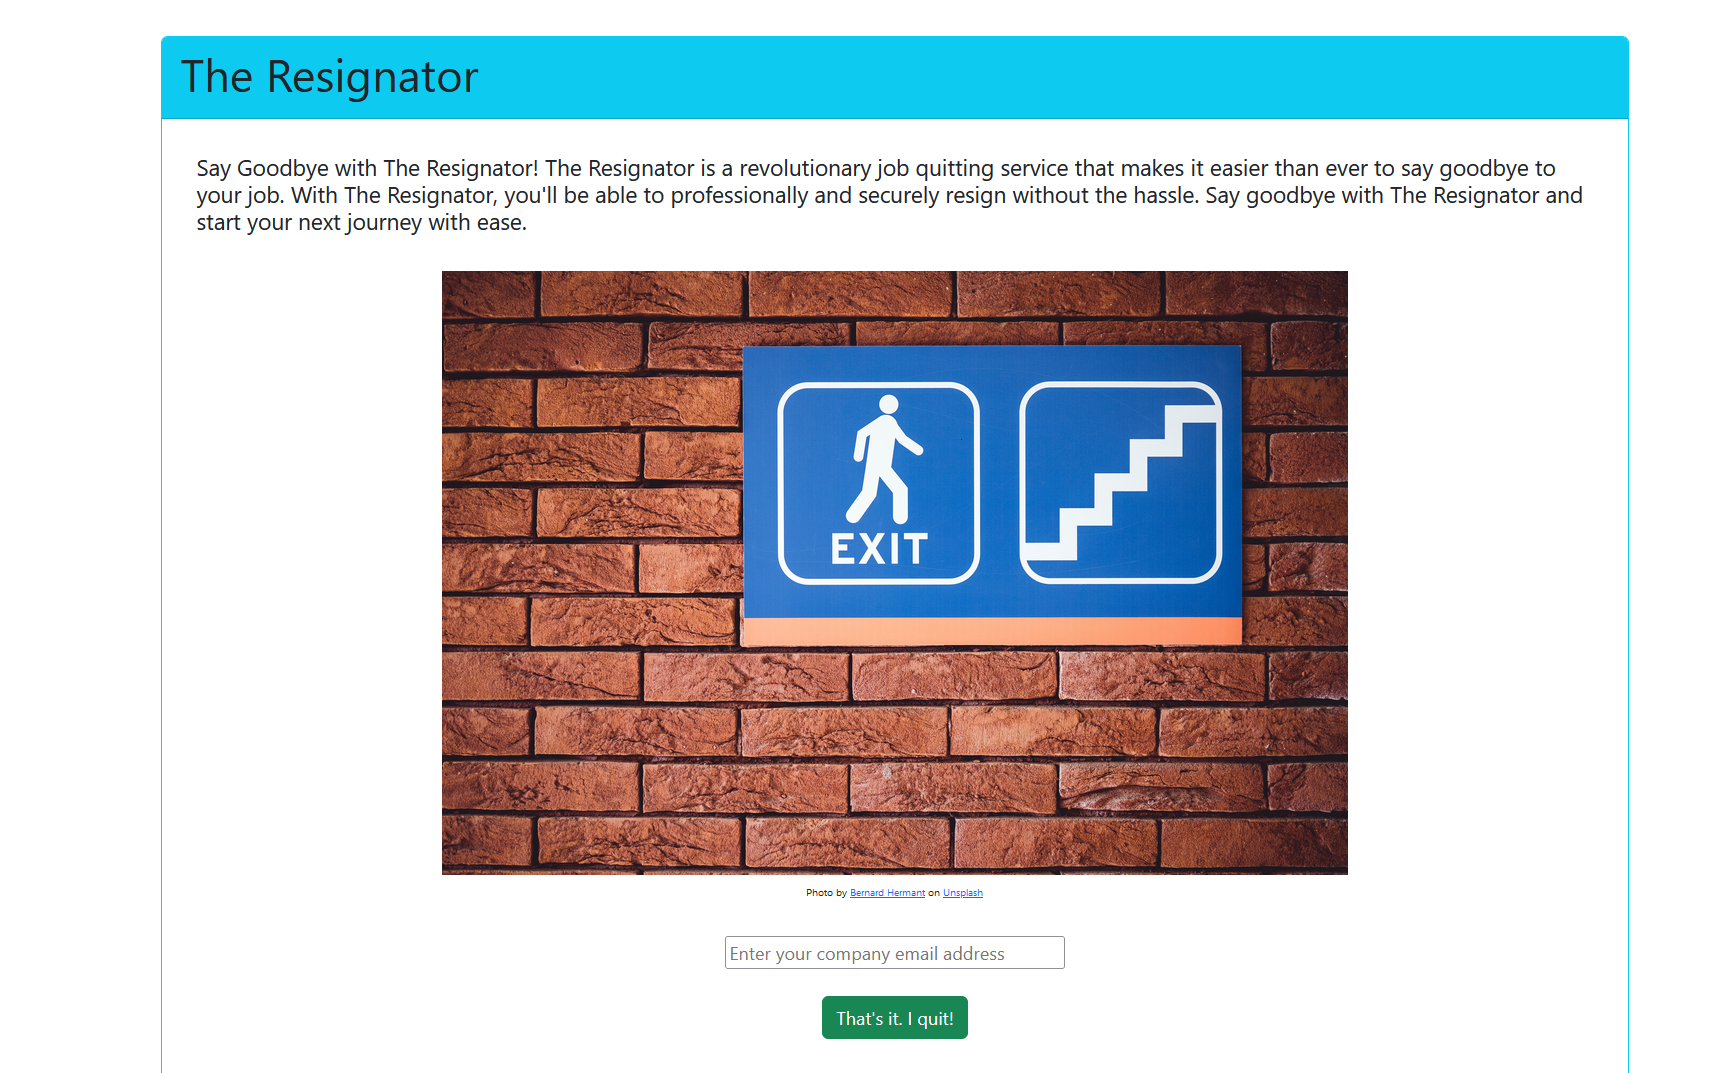 The Resignator
Say Goodbye with The Resignator! The Resignator is a revolutionary job quitting service that makes it easier than ever to say goodbye to
your job. With The Resignator, you'll be able to professionally and securely resign without the hassle. Say goodbye with The Resignator and
start your next journey with ease.
EXIT
Photo by Bernard Hermant on Unsplash
Enter your company email address
That's it. I quit!